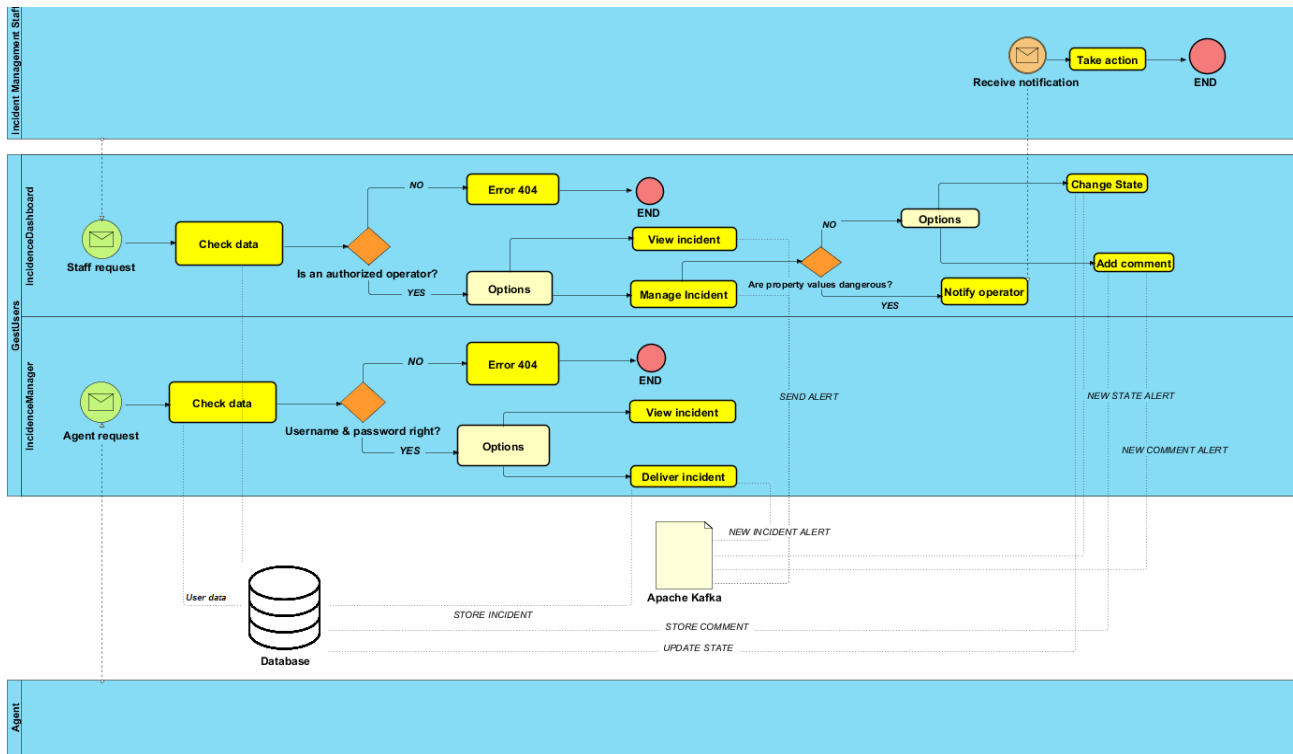 Incident Management Staff
Receive notification
Take action
END
GestUsers
IncidenceDashboard
Staff request
Check data
Is an authorized operator?
NO
Error 404
END
YES
Options
View incident
Manage Incident
Are property values dangerous?
NO
Options
Change State
Add comment
YES
Notify operator
IncidenceManager
Agent request
Check data
Username & password right?
NO
Error 404
END
YES
Options
View incident
Deliver incident
SEND ALERT
NEW STATE ALERT
NEW COMMENT ALERT
NEW INCIDENT ALERT
Apache Kafka
User data
STORE INCIDENT
STORE COMMENT
UPDATE STATE
Database
Agent